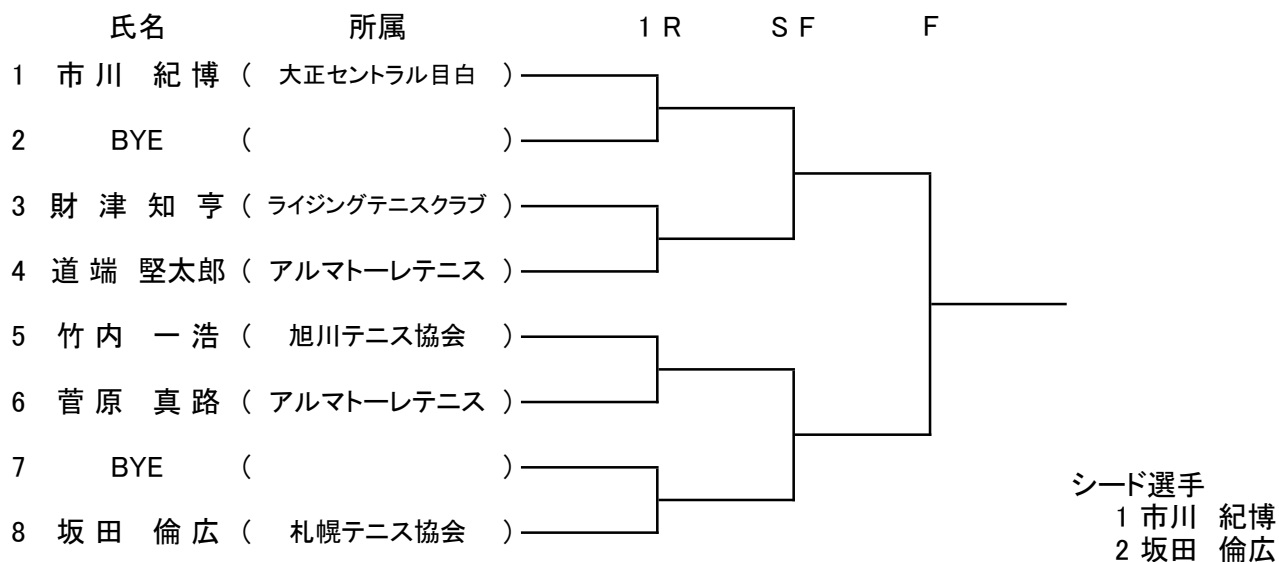 氏名 所属 1R SF F
1 市川 紀博 ( 大正セントラル目白 )
2 BYE ( )
3 財津知亨 ( ライジングテニスクラブ )
4 道端 堅太郎 ( アルマトーレテニス )
5 竹内 一浩 ( 旭川テニス協会 )
6 菅原 真路 ( アルマトーレテニス )
7 BYE ( )
8 坂田 倫広 ( 札幌テニス協会 )
シード選手
1 市川 紀博
2 坂田 倫広